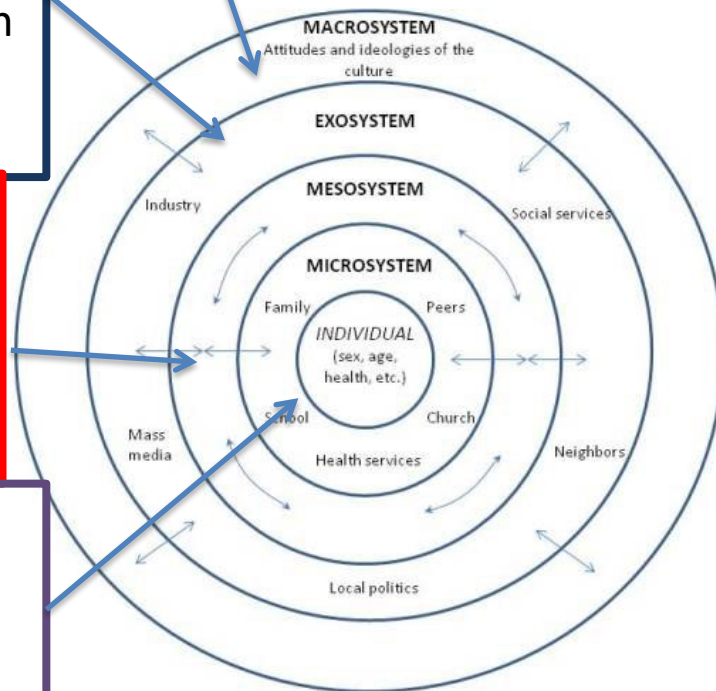 n
MACROSYSTEM
Attitudes and ideologies of the
culture
EXOSYSTEM
MESOSYSTEM
Industry
Social services
MICROSYSTEM
Family
Peers
INDIVIDUAL
(sex, age,
health, etc.)
School
Church
Mass
media
Health services
Neighbors
Local politics